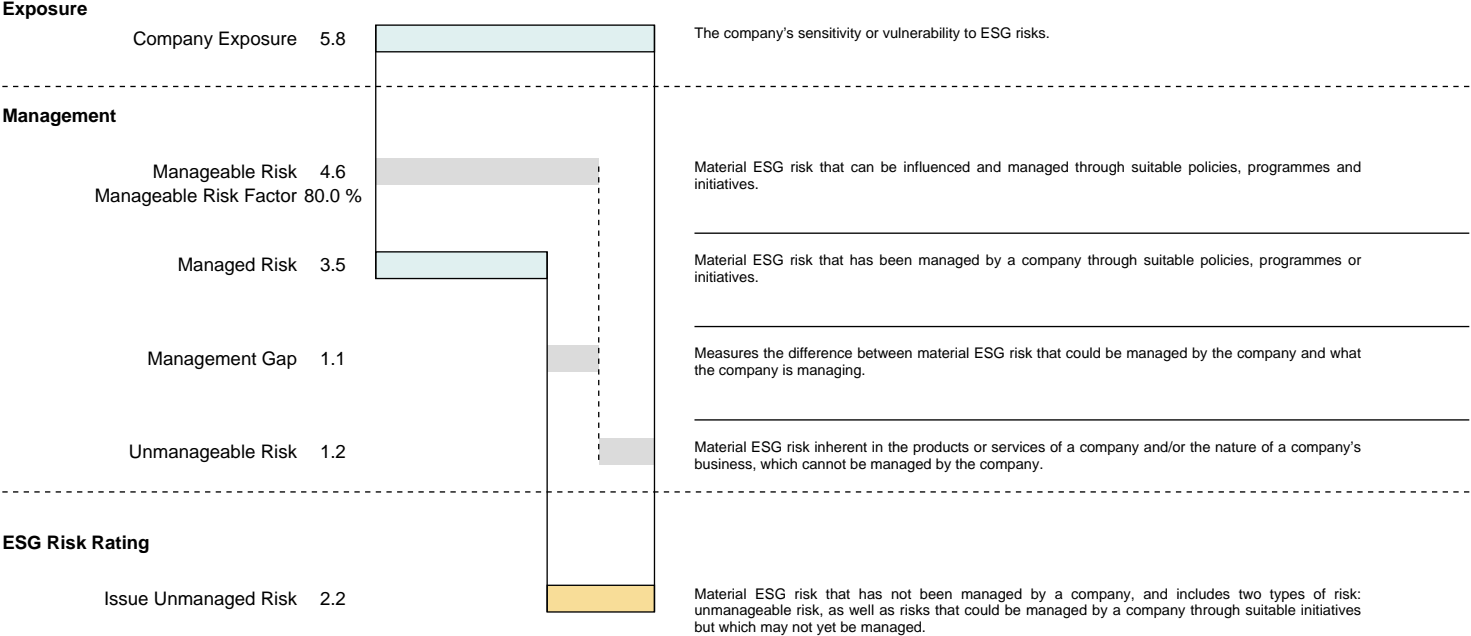 Exposure
Company Exposure 5.8
The company’s sensitivity or vulnerability to ESG risks.
Management
Manageable Risk 4.6
Manageable Risk Factor 80.0 %
Material ESG risk that can be influenced and managed through suitable policies, programmes and
initiatives.
Managed Risk 3.5
Material ESG risk that has been managed by a company through suitable policies, programmes or
initiatives.
Management Gap 1.1
Measures the difference between material ESG risk that could be managed by the company and what
the company is managing.
Unmanageable Risk 1.2
Material ESG risk inherent in the products or services of a company and/or the nature of a company’s
business, which cannot be managed by the company.
ESG Risk Rating
Issue Unmanaged Risk 2.2
Material ESG risk that has not been managed by a company, and includes two types of risk:
unmanageable risk, as well as risks that could be managed by a company through suitable initiatives
but which may not yet be managed.